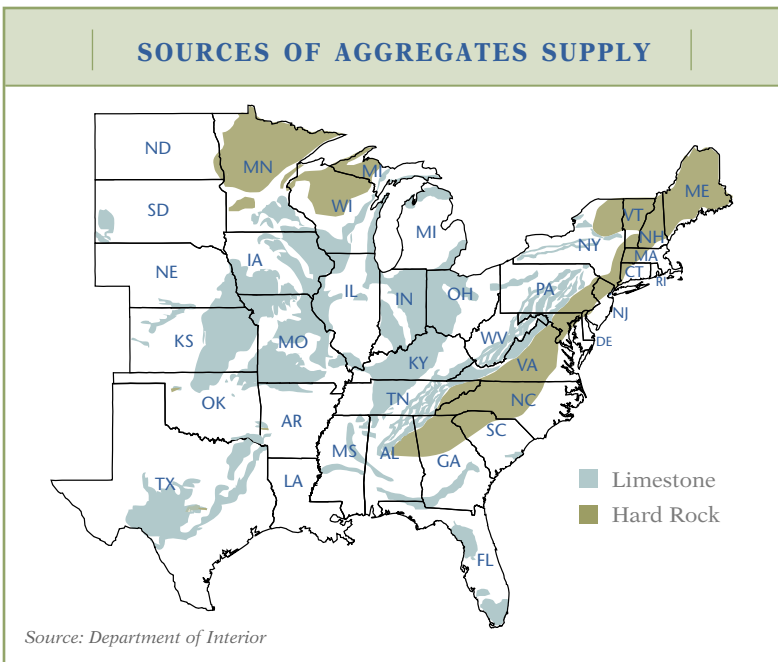 SOURCES OF AGGREGATES SUPPLY
ND
MN
MI
ME
SD
WI
VT
MI
NY
NH
MA
IA
CT
RI
NE
IL
IN
OH
PA
NJ
KS
MO
WV
DE
KY
VA
OK
TN
NC
AR
SC
MS
AL
GA
TX
LA
Limestone
Hard Rock
FL
Source: Department of Interior